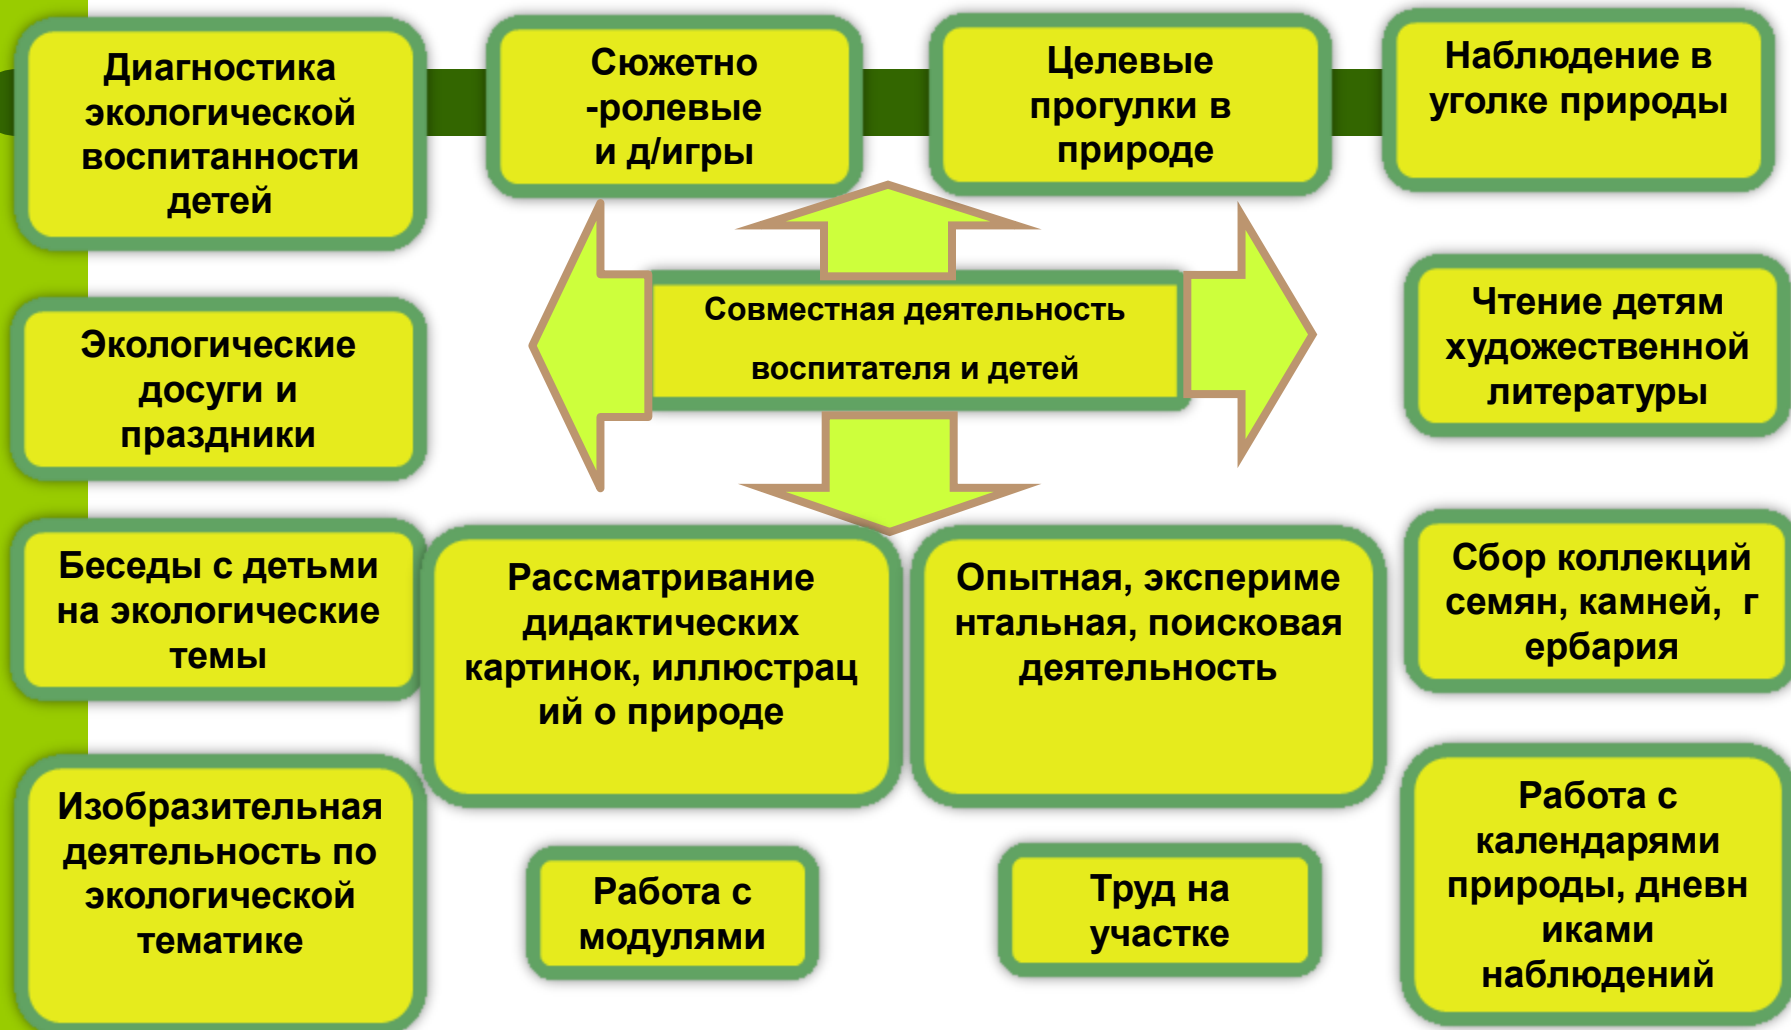 Диагностика
экологической
воспитанности
детей
Сюжетно
-ролевые
и д/игры
Целевые
прогулки в
природе
Наблюдение в
уголке природы
Совместная деятельность
воспитателя и детей
Экологические
досуги и
праздники
Чтение детям
художественной
литературы
Беседы с детьми
на экологические
темы
Рассматривание
дидактических
картинок, иллюстрац
ий о природе
Опытная, экспериме
нтальная, поисковая
деятельность
Сбор коллекций
семян, камней, г
ербария
Изобразительная
деятельность по
экологической
тематике
Работа с
модулями
Труд на
участке
Работа с
календарями
природы, дневн
иками
наблюдений